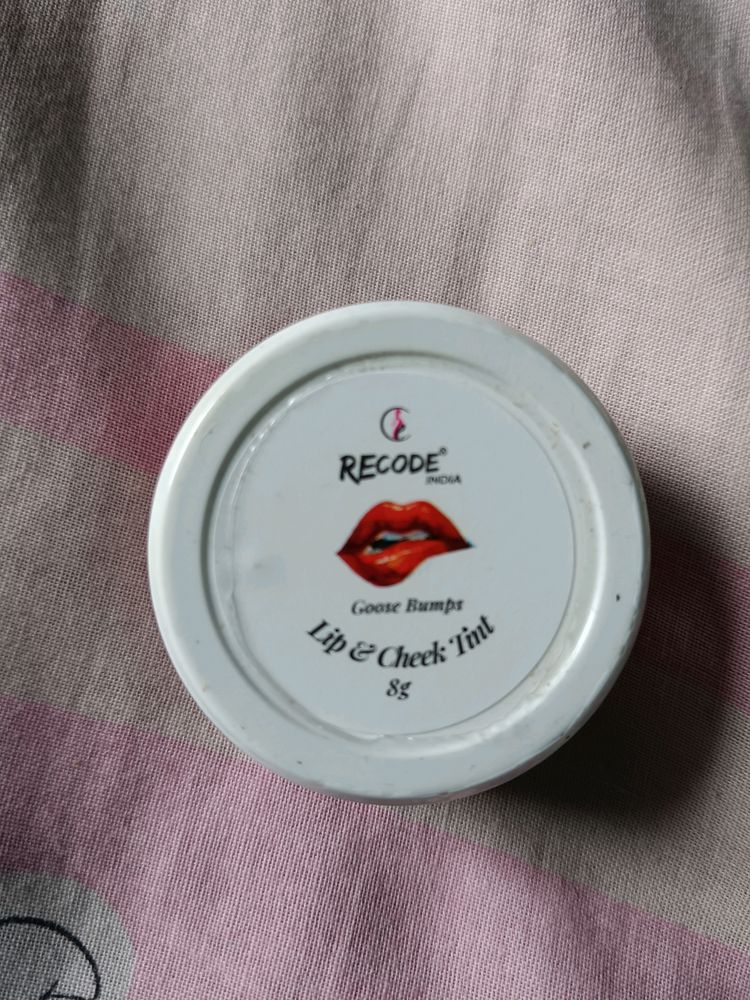 RECODE®
INDIA
Goose Bumps
Lip & Cheek Tint
8g